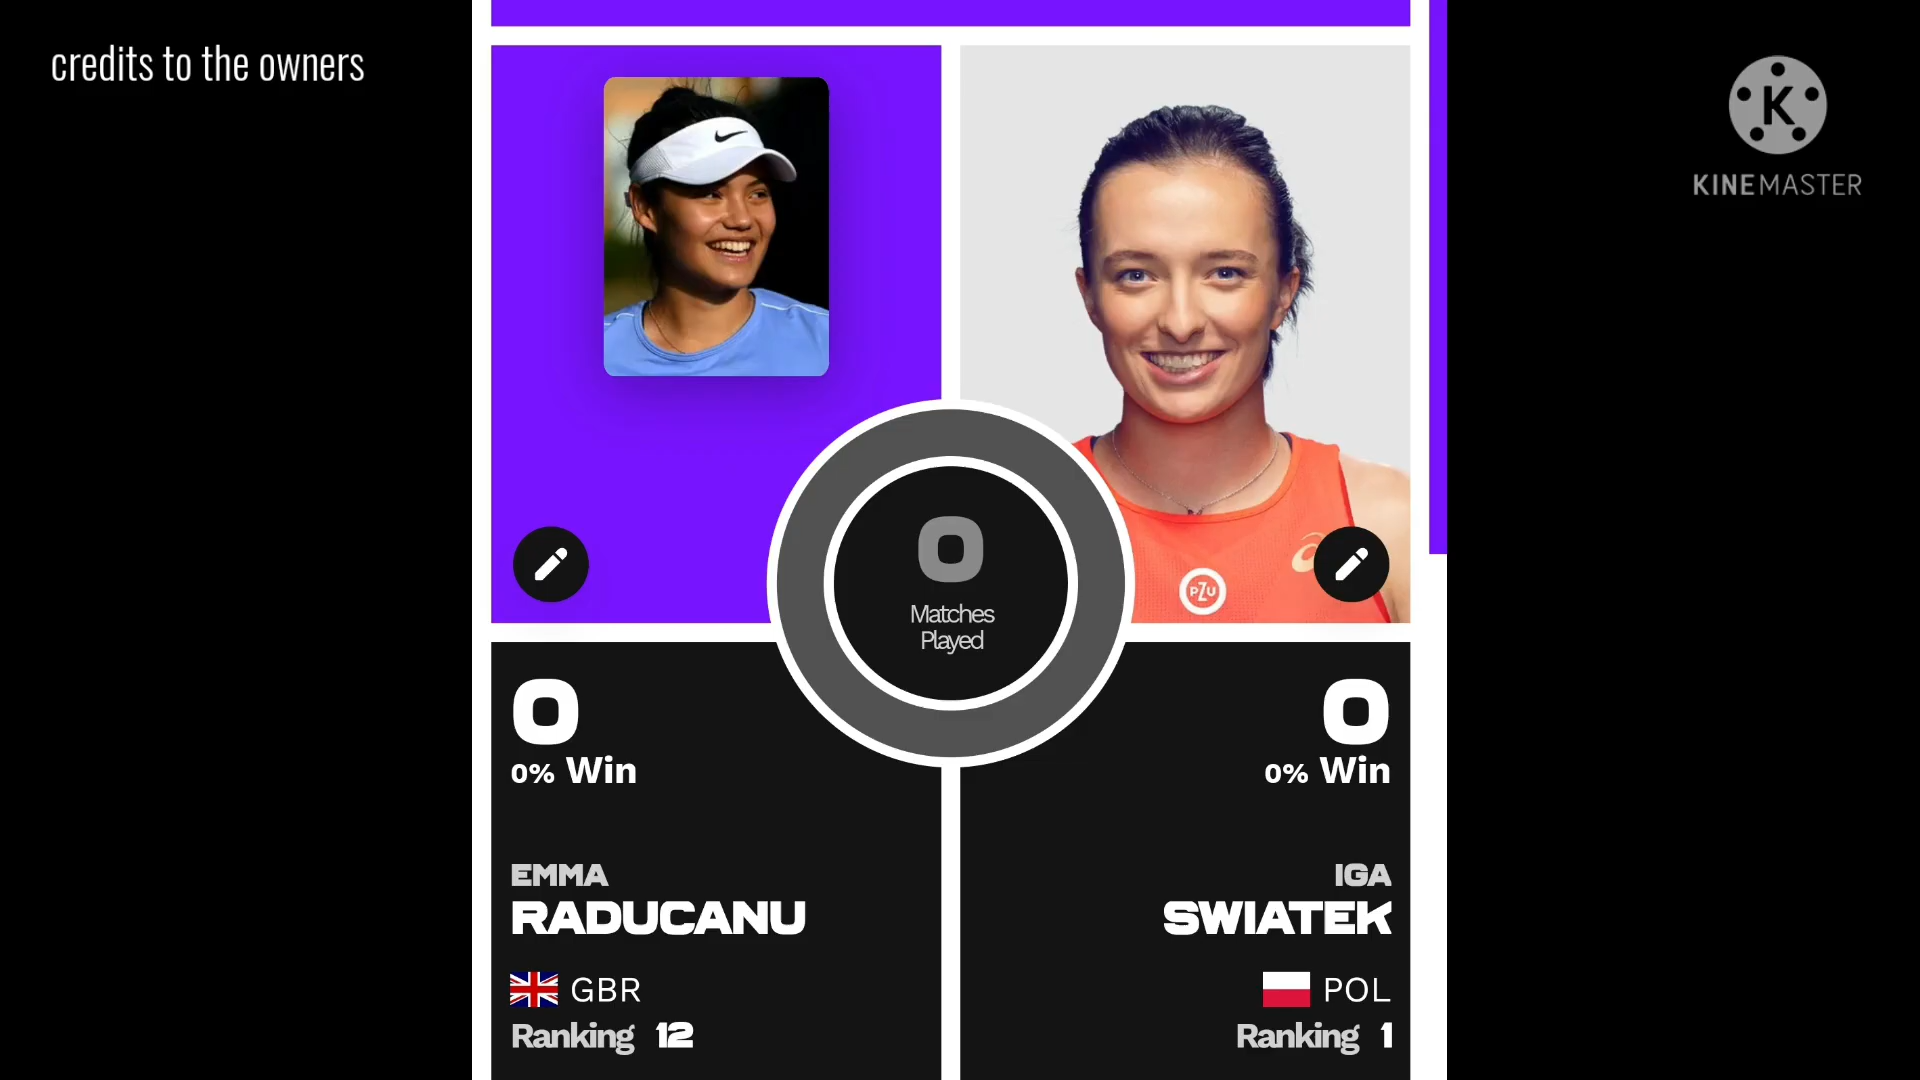 credits to the owners
K
KINEMASTER
PZU
0
Matches
Played
0
0% Win
0
0% Win
EMMA
RADUCANU
IGA
SWIATEK
GBR
POL
Ranking 12
Ranking 1